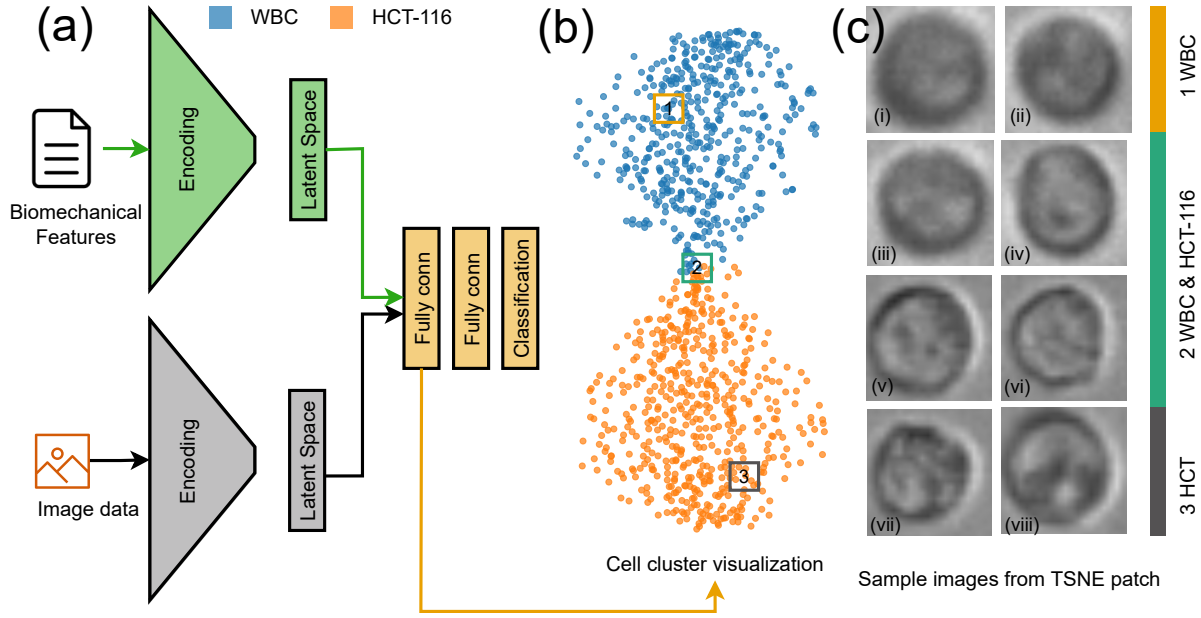 (a)
WBC
HCT-116
(b)
(c)
Encoding
Latent Space
Biomechanical
Features
Fully conn
Fully conn
Classification
Encoding
Latent Space
Image data
1
2
3
Cell cluster visualization
(i)
(ii)
(iii)
(iv)
(v)
(vi)
(vii)
(viii)
1 WBC
2 WBC & HCT-116
3 HCT
Sample images from TSNE patch